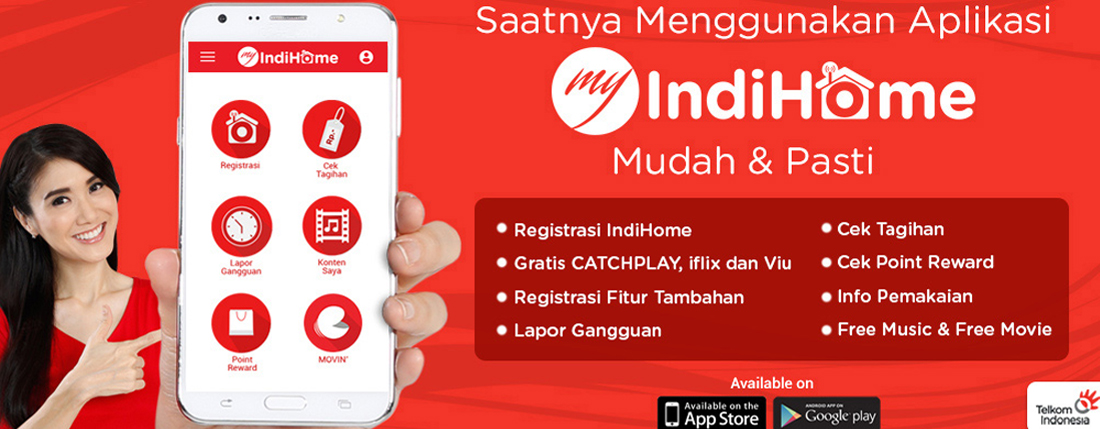 my IndiHome
Registrasi
Rp.-
Cek
Tagihan
Lapor
Gangguan
Konten
Saya
Point
Reward
MOVIN'
Saatnya Menggunakan Aplikasi
my IndiHome
Mudah & Pasti
Registrasi IndiHome
Gratis CATCHPLAY, iflix dan Viu
Registrasi Fitur Tambahan
Lapor Gangguan
Cek Tagihan
Cek Point Reward
Info Pemakaian
Free Music & Free Movie
Available on
Available on the
App Store
ANDROID APP ON
Google play
Telkom
Indonesia